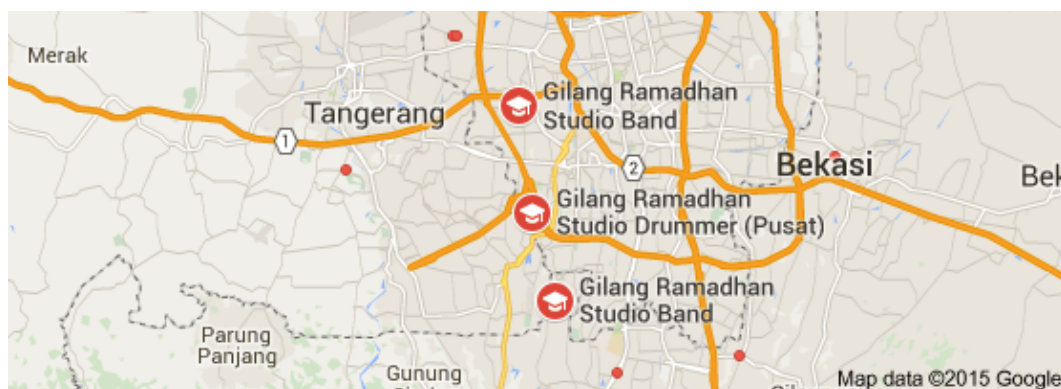 Merak
Tangerang
1
Gilang Ramadhan
Studio Band
2
Bekasi
Gilang Ramadhan
Studio Drummer (Pusat)
Gilang Ramadhan
Studio Band
Parung
Panjang
Gunung
Map data ©2015 Google